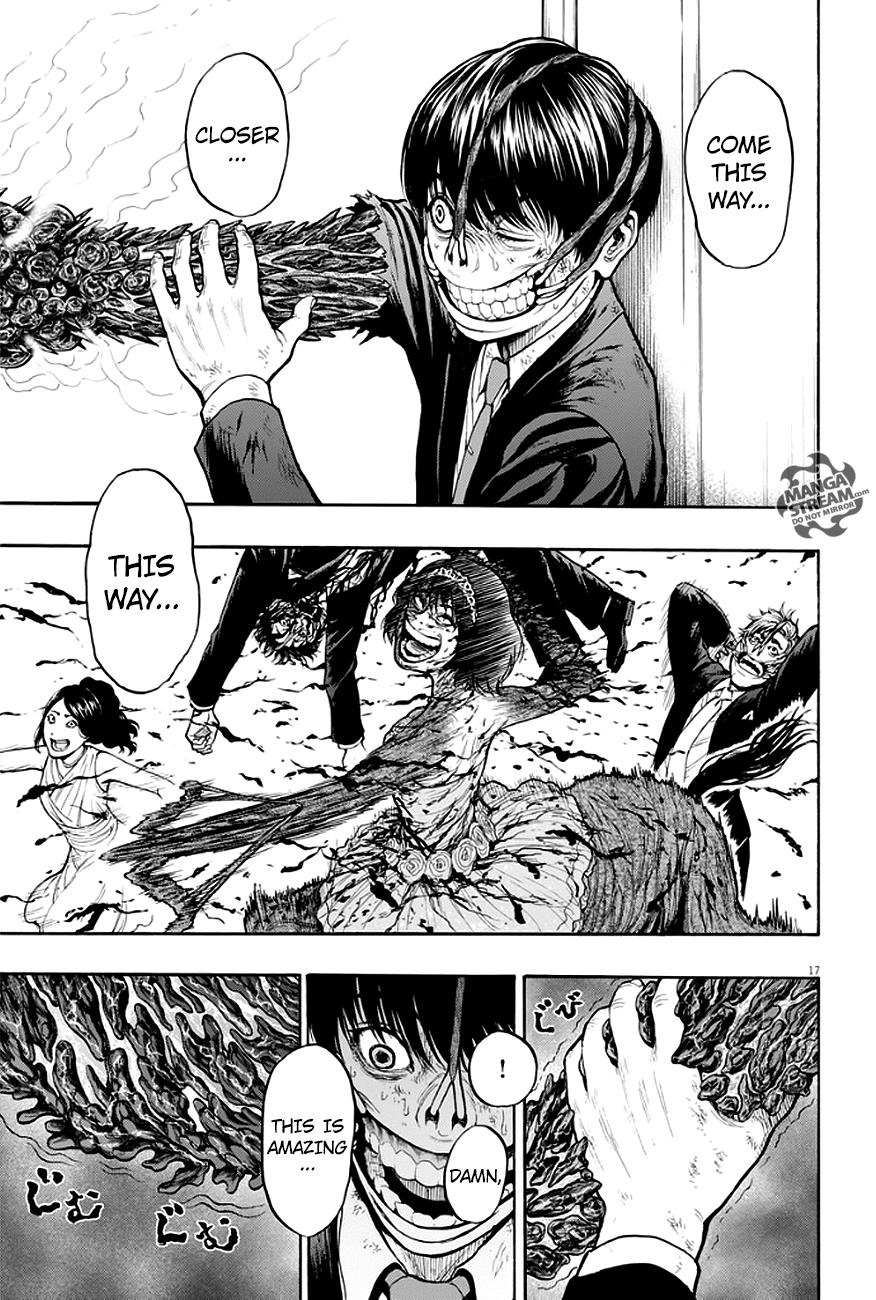 COME
THIS
WAY...
CLOSER
...
MANGA
STREAM.com
DO NOT MIRROR
THIS
WAY...
17
じび
!
DAMN,
THIS IS
AMAZING
...
じむ
じむ